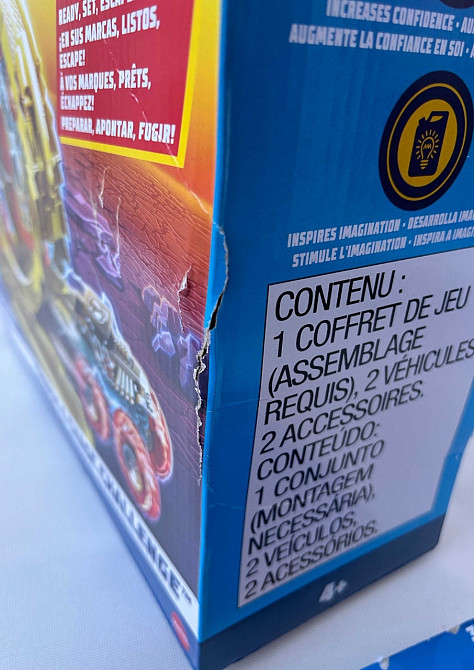 READY, SET, ESCAPE
¡EN SUS MARCAS, LISTOS,
ESCAPE!
À VOS MARQUES, PRÊTS,
ÉCHAPPEZ!
PREPARAR, APONTAR, FUGIR!
CHALLENGE™
INCREASES CONFIDENCE •
AUGMENTE LA CONFIANCE EN SOI •
INSPIRES IMAGINATION • DESARROLLA
STIMULE L'IMAGINATION • INSPIRA A
CONTENU :
1 COFFRET DE JEU
(ASSEMBLAGE
REQUIS), 2 VÉHICULES
2 ACCESSOIRES.
CONTEÚDO:
1 CONJUNTO
(MONTAGEM
NECESSÁRIA),
2 VEÍCULOS,
2 ACESSÓRIOS.
4+